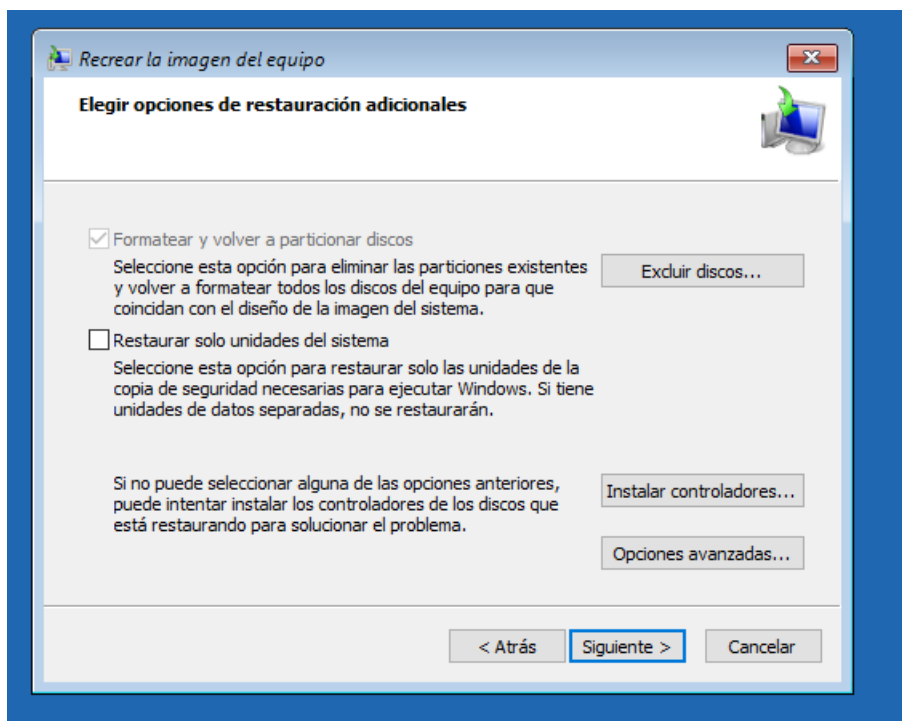 Recrear la imagen del equipo
Elegir opciones de restauración adicionales
Formatear y volver a particionar discos
Seleccione esta opción para eliminar las particiones existentes
y volver a formatear todos los discos del equipo para que
coincidan con el diseño de la imagen del sistema.
Excluir discos...
Restaurar solo unidades del sistema
Seleccione esta opción para restaurar solo las unidades de la
copia de seguridad necesarias para ejecutar Windows. Si tiene
unidades de datos separadas, no se restaurarán.
Si no puede seleccionar alguna de las opciones anteriores,
puede intentar instalar los controladores de los discos que
está restaurando para solucionar el problema.
Instalar controladores...
Opciones avanzadas...
< Atrás
Siguiente >
Cancelar